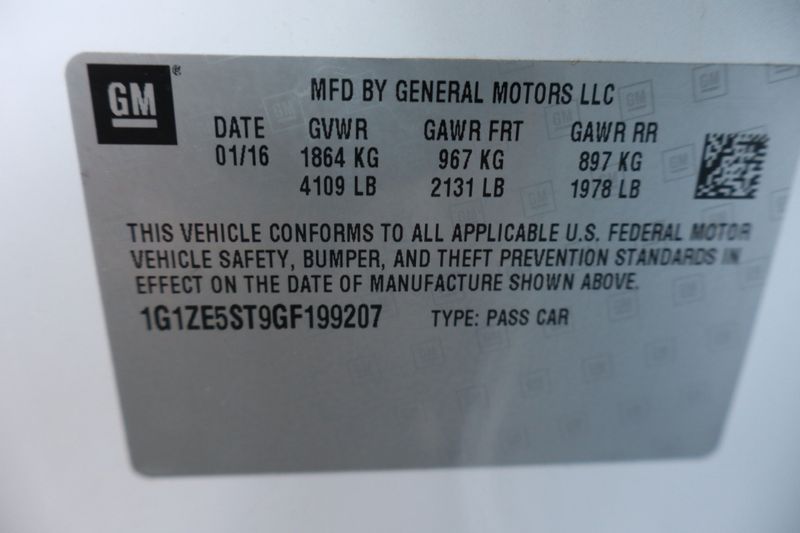 GM
MFD BY GENERAL MOTORS LLC
DATE GVWR GAWR FRT GAWR RR
01/16 1864 KG 967 KG 897 KG
4109 LB 2131 LB 1978 LB
THIS VEHICLE CONFORMS TO ALL APPLICABLE U.S. FEDERAL MOTOR
VEHICLE SAFETY, BUMPER, AND THEFT PREVENTION STANDARDS IN
EFFECT ON THE DATE OF MANUFACTURE SHOWN ABOVE.
1G1ZE5ST9GF199207 TYPE: PASS CAR